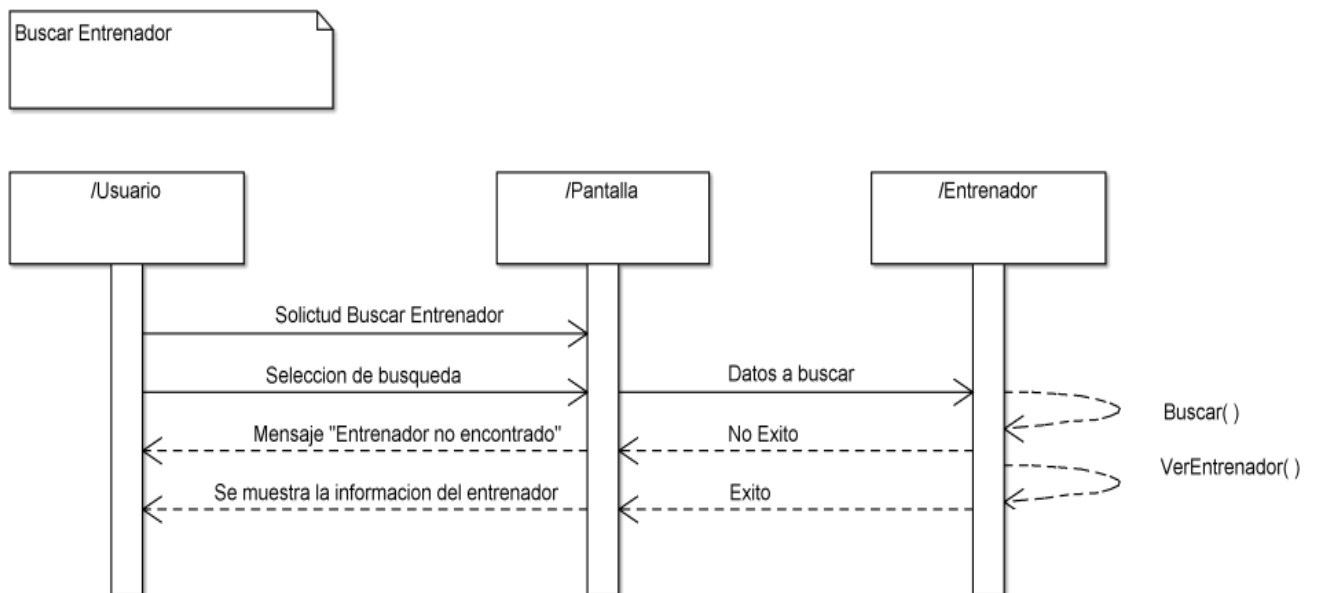 Buscar Entrenador
/Usuario
/Pantalla
/Entrenador
Solictud Buscar Entrenador
Seleccion de busqueda
Datos a buscar
Buscar( )
Mensaje "Entrenador no encontrado"
No Exito
VerEntrenador( )
Se muestra la informacion del entrenador
Exito